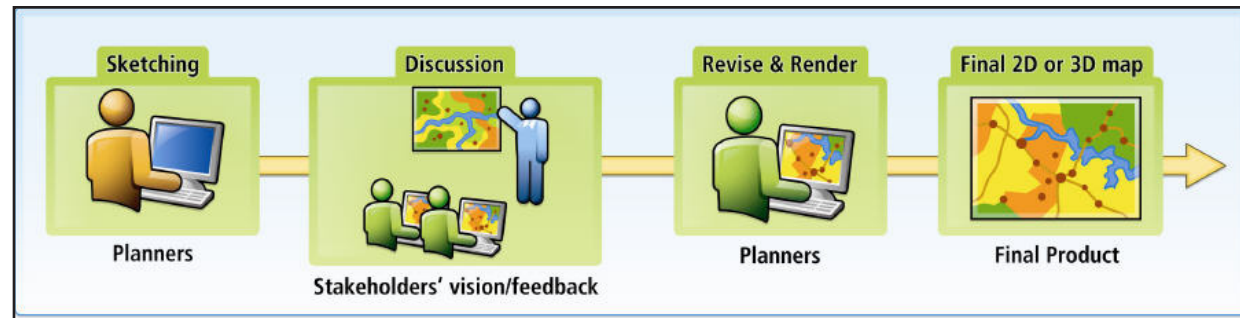 Sketching
Planners
Discussion
Stakeholders' vision/feedback
Revise & Render
Planners
Final 2D or 3D map
Final Product